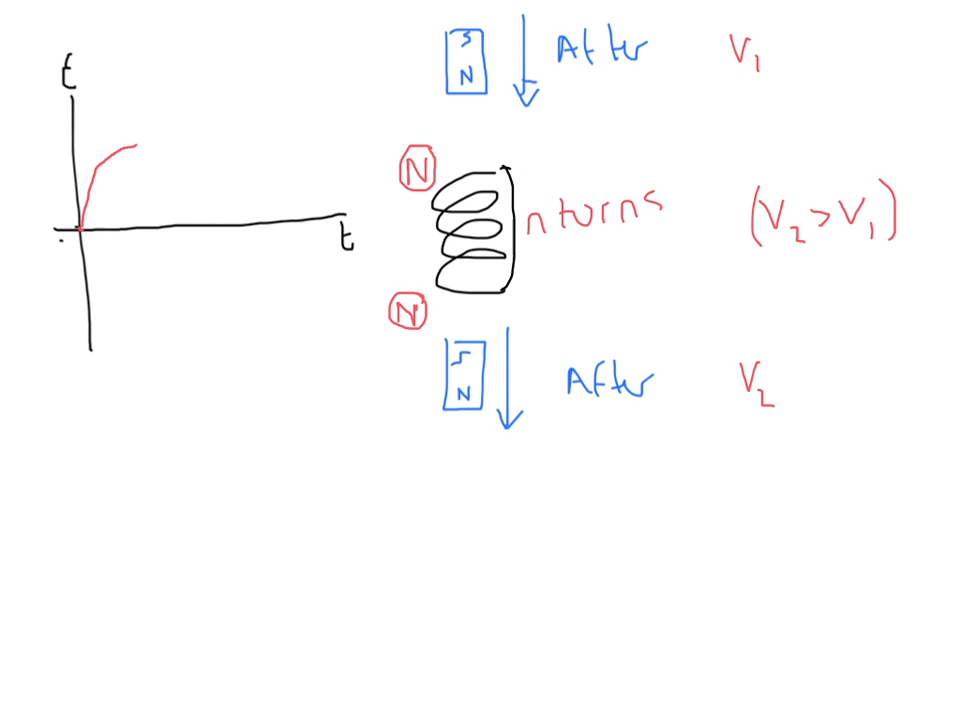 S
N
After
V₁
ε
N
n turns
(V₂ > V₁)
t
N
S
N
After
V₂